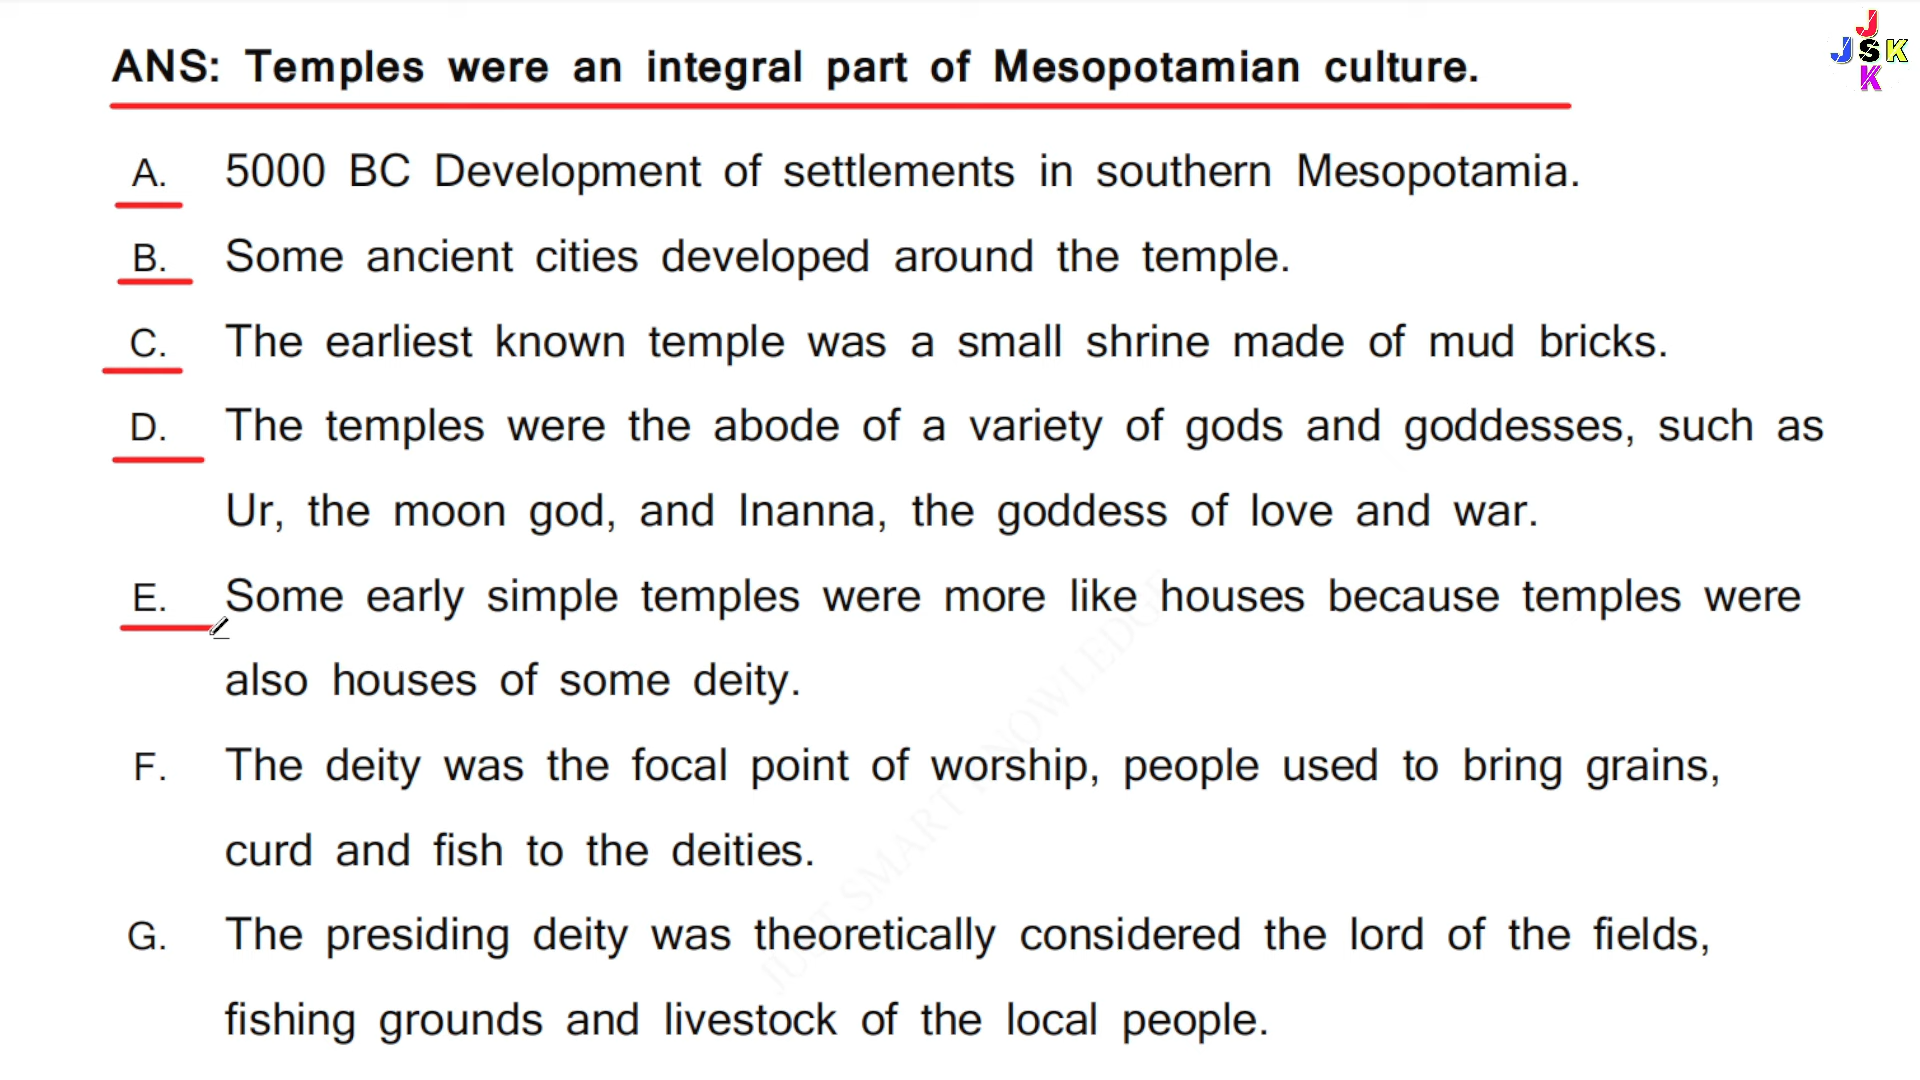 ANS: Temples were an integral part of Mesopotamian culture.
A. 5000 BC Development of settlements in southern Mesopotamia.
B. Some ancient cities developed around the temple.
C. The earliest known temple was a small shrine made of mud bricks.
D. The temples were the abode of a variety of gods and goddesses, such as
Ur, the moon god, and Inanna, the goddess of love and war.
E. Some early simple temples were more like houses because temples were
also houses of some deity.
F. The deity was the focal point of worship, people used to bring grains,
curd and fish to the deities.
G. The presiding deity was theoretically considered the lord of the fields,
fishing grounds and livestock of the local people.
J
J S K
K
JUST SMART KNOWLEDGE